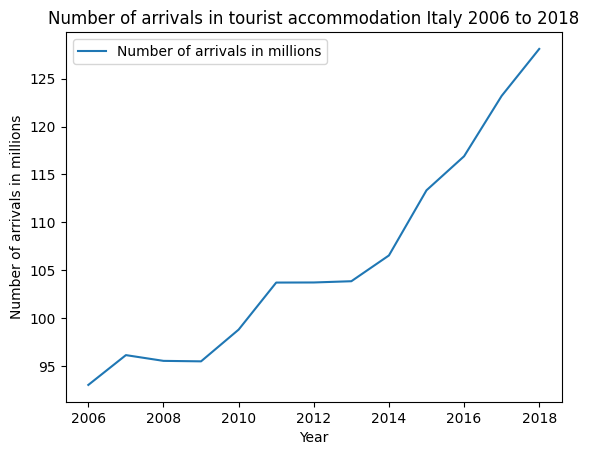 Number of arrivals in tourist accommodation Italy 2006 to 2018
Number of arrivals in millions
Number of arrivals in millions
125
120
115
110
105
100
95
2006 2008 2010 2012 2014 2016 2018
Year